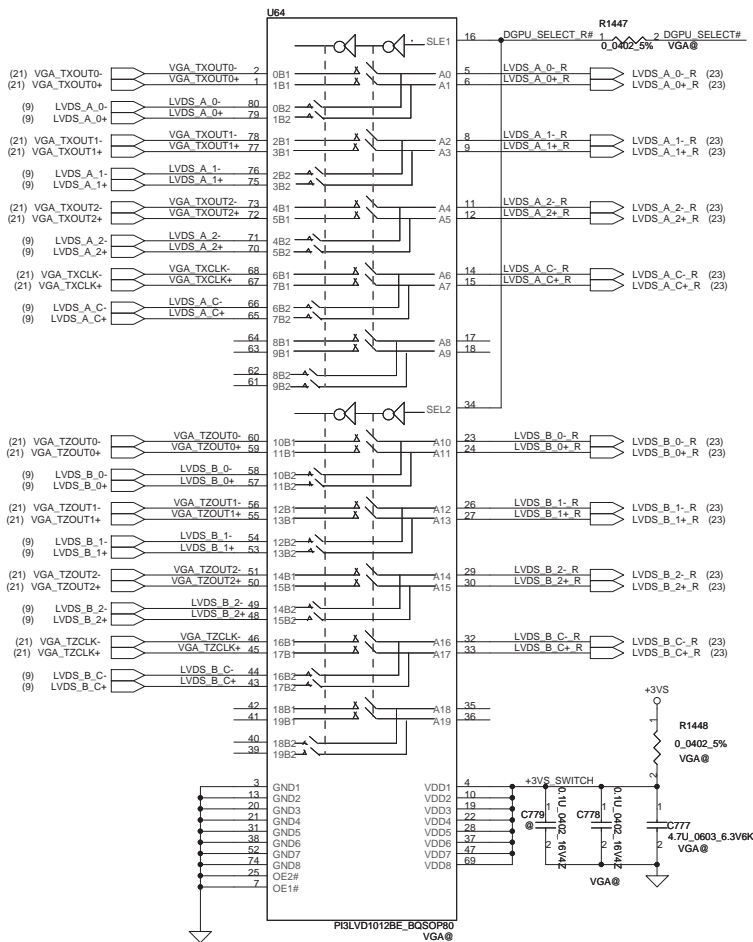 U64
R1447
16 DGPU_SELECT_R# 1 2 DGPU_SELECT#
SLE1
0_0402_5% VGA@
(21) VGA_TXOUT0- VGA_TXOUT0- 2 0B1 A0 5 LVDS_A_0-_R LVDS_A_0-_R (23)
(21) VGA_TXOUT0+ VGA_TXOUT0+ 1 1B1 A1 6 LVDS_A_0+_R LVDS_A_0+_R (23)
(9) LVDS_A_0- LVDS_A_0- 80 0B2
(9) LVDS_A_0+ LVDS_A_0+ 79 1B2
(21) VGA_TXOUT1- VGA_TXOUT1- 78 2B1 A2 8 LVDS_A_1-_R LVDS_A_1-_R (23)
(21) VGA_TXOUT1+ VGA_TXOUT1+ 77 3B1 A3 9 LVDS_A_1+_R LVDS_A_1+_R (23)
(9) LVDS_A_1- LVDS_A_1- 76 2B2
(9) LVDS_A_1+ LVDS_A_1+ 75 3B2
(21) VGA_TXOUT2- VGA_TXOUT2- 73 4B1 A4 11 LVDS_A_2-_R LVDS_A_2-_R (23)
(21) VGA_TXOUT2+ VGA_TXOUT2+ 72 5B1 A5 12 LVDS_A_2+_R LVDS_A_2+_R (23)
(9) LVDS_A_2- LVDS_A_2- 71 4B2
(9) LVDS_A_2+ LVDS_A_2+ 70 5B2
(21) VGA_TXCLK- VGA_TXCLK- 68 6B1 A6 14 LVDS_A_C-_R LVDS_A_C-_R (23)
(21) VGA_TXCLK+ VGA_TXCLK+ 67 7B1 A7 15 LVDS_A_C+_R LVDS_A_C+_R (23)
(9) LVDS_A_C- LVDS_A_C- 66 6B2
(9) LVDS_A_C+ LVDS_A_C+ 65 7B2
64 8B1 A8 17
63 9B1 A9 18
62 8B2
61 9B2
SEL2 34
(21) VGA_TZOUT0- VGA_TZOUT0- 60 10B1 A10 23 LVDS_B_0-_R LVDS_B_0-_R (23)
(21) VGA_TZOUT0+ VGA_TZOUT0+ 59 11B1 A11 24 LVDS_B_0+_R LVDS_B_0+_R (23)
(9) LVDS_B_0- LVDS_B_0- 58 10B2
(9) LVDS_B_0+ LVDS_B_0+ 57 11B2
(21) VGA_TZOUT1- VGA_TZOUT1- 56 12B1 A12 26 LVDS_B_1-_R LVDS_B_1-_R (23)
(21) VGA_TZOUT1+ VGA_TZOUT1+ 55 13B1 A13 27 LVDS_B_1+_R LVDS_B_1+_R (23)
(9) LVDS_B_1- LVDS_B_1- 54 12B2
(9) LVDS_B_1+ LVDS_B_1+ 53 13B2
(21) VGA_TZOUT2- VGA_TZOUT2- 51 14B1 A14 29 LVDS_B_2-_R LVDS_B_2-_R (23)
(21) VGA_TZOUT2+ VGA_TZOUT2+ 50 15B1 A15 30 LVDS_B_2+_R LVDS_B_2+_R (23)
(9) LVDS_B_2- LVDS_B_2- 49 14B2
(9) LVDS_B_2+ LVDS_B_2+ 48 15B2
(21) VGA_TZCLK- VGA_TZCLK- 46 16B1 A16 32 LVDS_B_C-_R LVDS_B_C-_R (23)
(21) VGA_TZCLK+ VGA_TZCLK+ 45 17B1 A17 33 LVDS_B_C+_R LVDS_B_C+_R (23)
(9) LVDS_B_C- LVDS_B_C- 44 16B2
(9) LVDS_B_C+ LVDS_B_C+ 43 17B2
42 18B1 A18 35
41 19B1 A19 36
40 18B2
39 19B2
+3VS
1
R1448
0_0402_5%
VGA@
2
3 GND1 VDD1 4 +3VS_SWITCH
13 GND2 VDD2 10
20 GND3 VDD3 19
21 GND4 VDD4 22
31 GND5 VDD5 28
38 GND6 VDD6 37
52 GND7 VDD7 47
74 GND8 VDD8 69
25 OE2#
7 OE1#
1 C779 @ 2 0.1U_0402_16V4Z
1 C778 2 0.1U_0402_16V4Z
VGA@
1 C777 2
4.7U_0603_6.3V6K
VGA@
PI3LVD1012BE_BQSOP80
VGA@